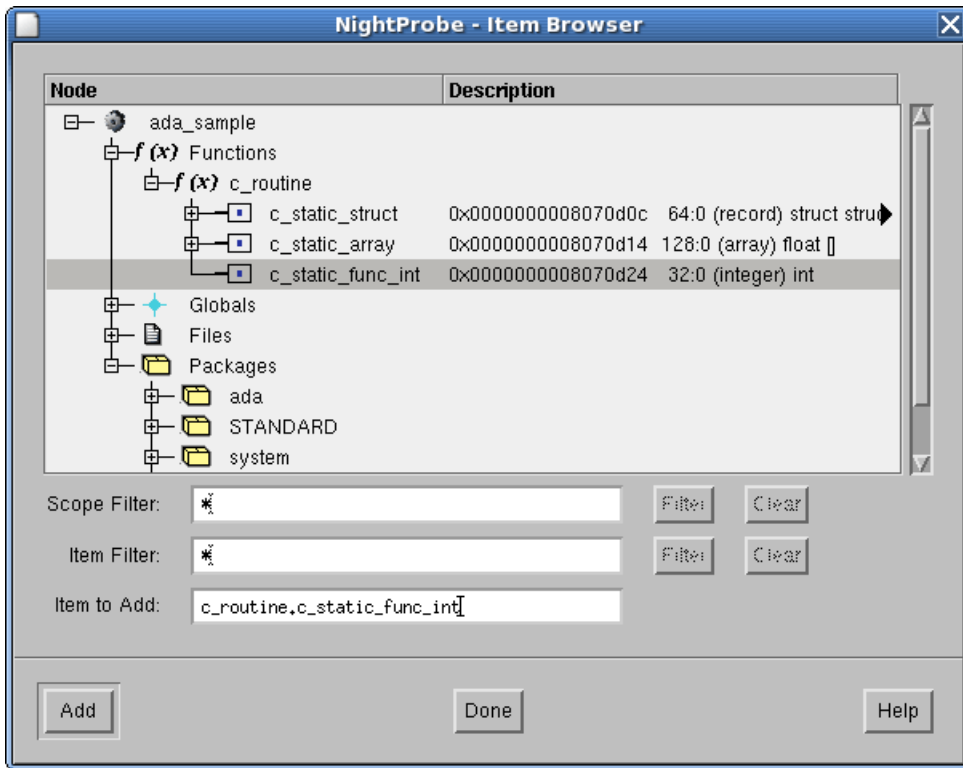 NightProbe - Item Browser
Node Description
ada_sample
f (x) Functions
f (x) c_routine
c_static_struct 0x0000000008070d0c 64:0 (record) struct struc
c_static_array 0x0000000008070d14 128:0 (array) float []
c_static_func_int 0x0000000008070d24 32:0 (integer) int
Globals
Files
Packages
ada
STANDARD
system
Scope Filter: * Filter Clear
Item Filter: * Filter Clear
Item to Add: c_routine.c_static_func_int
Add Done Help